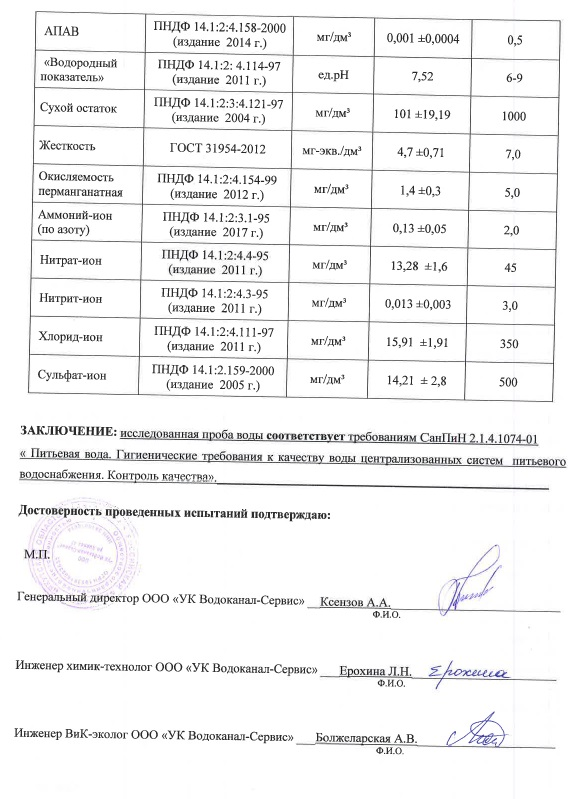 АПАВ ПНДФ 14.1:2:4.158-2000 (издание 2014 г.) мг/дм³ 0,001 ±0,0004 0,5
«Водородный показатель» ПНДФ 14.1:2: 4.114-97 (издание 2011 г.) ед.рН 7,52 6-9
Сухой остаток ПНДФ 14.1:2:3:4.121-97 (издание 2004 г.) мг/дм³ 101 ±19,19 1000
Жесткость ГОСТ 31954-2012 мг-экв./дм³ 4,7 ±0,71 7,0
Окисляемость перманганатная ПНДФ 14.1:2:4.154-99 (издание 2012 г.) мг/дм³ 1,4 ±0,3 5,0
Аммоний-ион (по азоту) ПНДФ 14.1:2:3.1-95 (издание 2017 г.) мг/дм³ 0,13 ±0,05 2,0
Нитрат-ион ПНДФ 14.1:2:4.4-95 (издание 2011 г.) мг/дм³ 13,28 ±1,6 45
Нитрит-ион ПНДФ 14.1:2:4.3-95 (издание 2011 г.) мг/дм³ 0,013 ±0,003 3,0
Хлорид-ион ПНДФ 14.1:2:4.111-97 (издание 2011 г.) мг/дм³ 15,91 ±1,91 350
Сульфат-ион ПНДФ 14.1:2.159-2000 (издание 2005 г.) мг/дм³ 14,21 ± 2,8 500
ЗАКЛЮЧЕНИЕ: исследованная проба воды соответствует требованиям СанПиН 2.1.4.1074-01
« Питьевая вода. Гигиенические требования к качеству воды централизованных систем питьевого
водоснабжения. Контроль качества».
Достоверность проведенных испытаний подтверждаю:
М.П.
Генеральный директор ООО «УК Водоканал-Сервис» Ксензов А.А.
Ф.И.О.
Инженер химик-технолог ООО «УК Водоканал-Сервис» Ерохина Л.Н. Ерохина
Ф.И.О.
Инженер ВиК-эколог ООО «УК Водоканал-Сервис» Болжеларская А.В.
Ф.И.О.